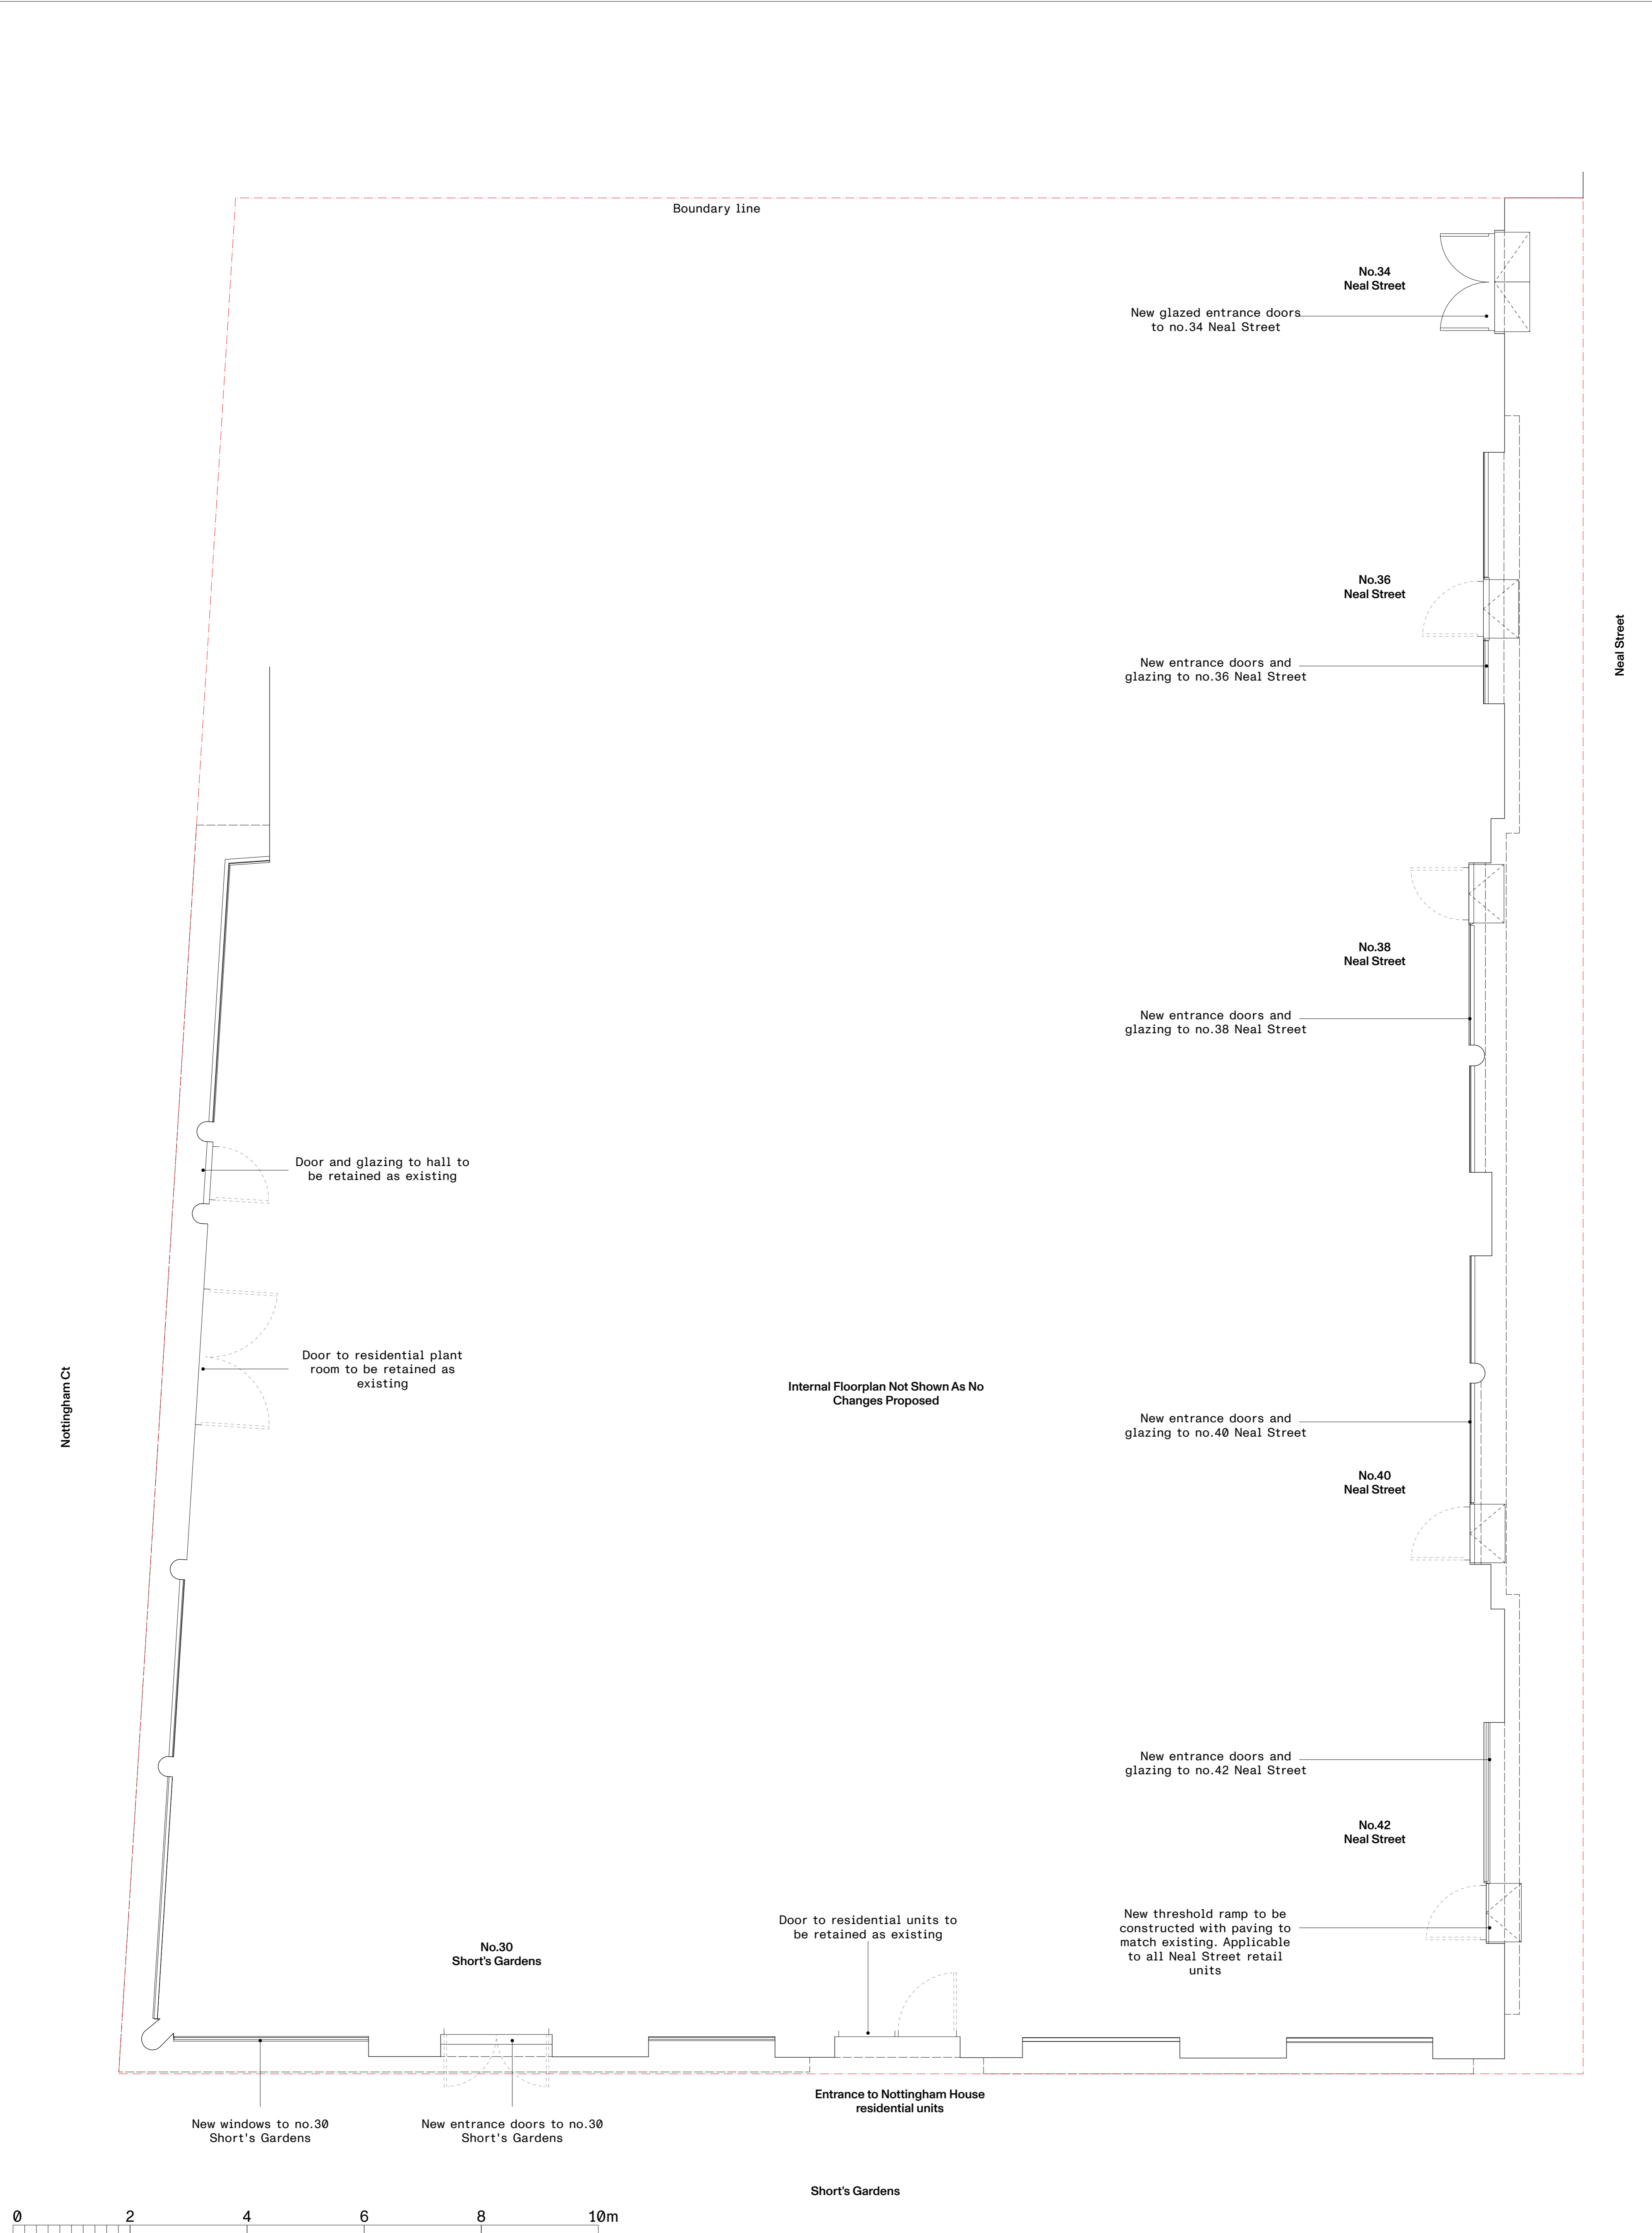 Boundary line
No.34
Neal Street
New glazed entrance doors
to no.34 Neal Street
No.36
Neal Street
Neal Street
New entrance doors and
glazing to no.36 Neal Street
No.38
Neal Street
New entrance doors and
glazing to no.38 Neal Street
Door and glazing to hall to
be retained as existing
Door to residential plant
room to be retained as
existing
Nottingham Ct
Internal Floorplan Not Shown As No
Changes Proposed
New entrance doors and
glazing to no.40 Neal Street
No.40
Neal Street
New entrance doors and
glazing to no.42 Neal Street
No.42
Neal Street
New threshold ramp to be
constructed with paving to
match existing. Applicable
to all Neal Street retail
units
Door to residential units to
be retained as existing
No.30
Short's Gardens
Entrance to Nottingham House
residential units
New windows to no.30
Short's Gardens
New entrance doors to no.30
Short's Gardens
Short's Gardens
0 2 4 6 8 10m